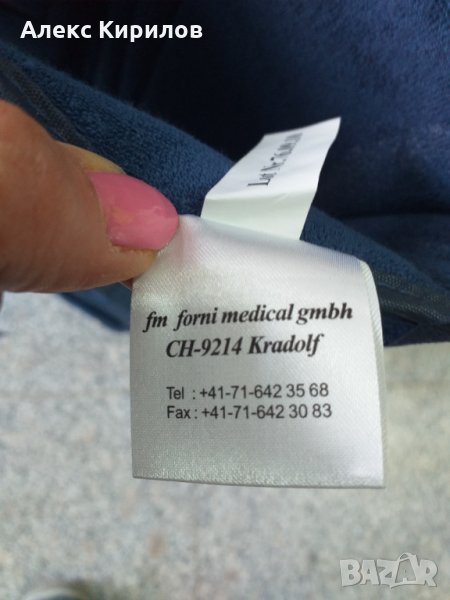 Алекс Кирилов
fm forni medical gmbh
CH-9214 Kradolf
Tel : +41-71-642 35 68
Fax : +41-71-642 30 83
BAZAR